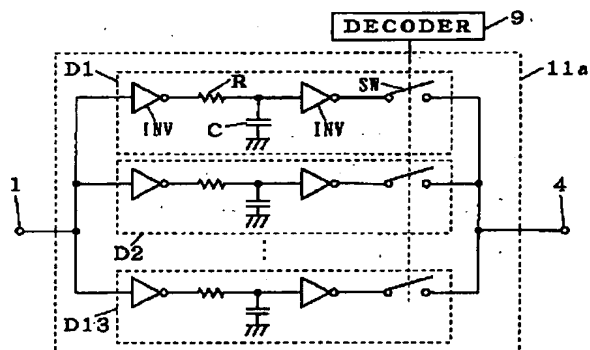 DECODER 9
D1 R SW 11a
INV C INV
1 4
D2
D13